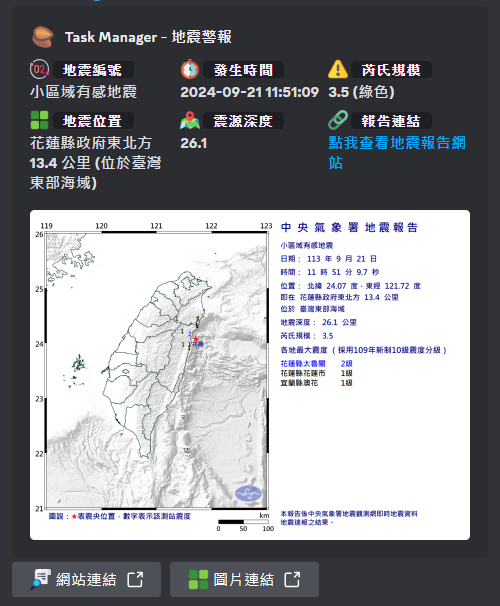 Task Manager - 地震警報
地震編號
小區域有感地震
發生時間
2024-09-21 11:51:09
芮氏規模
3.5 (綠色)
地震位置
花蓮縣政府東北方
13.4 公里 (位於臺灣
東部海域)
震源深度
26.1
報告連結
點我查看地震報告網
站
119 120 121 122 123
26
25
24
23
22
21
中央氣象署地震報告
小區域有感地震
日期： 113 年 9 月 21 日
時間： 11 時 51 分 9.7 秒
位置： 北緯 24.07 度，東經 121.72 度
即在 花蓮縣政府東北方 13.4 公里
位於 臺灣東部海域
地震深度： 26.1 公里
芮氏規模： 3.5
各地最大震度（採用109年新制10級震度分級）
花蓮縣太魯閣 2級
花蓮縣花蓮市 1級
宜蘭縣澳花 1級
圖說：★表震央位置，數字表示該測站震度
km
0 50 100
本報告係中央氣象署地震觀測網即時地震資料
地震速報之結果。
網站連結
圖片連結